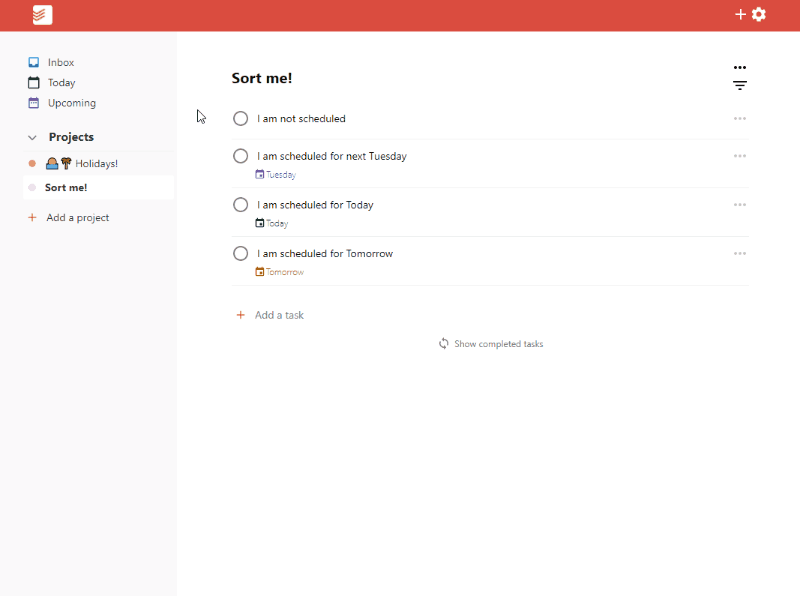 Inbox
Today
Upcoming
Projects
Holidays!
Sort me!
Add a project
Sort me!
I am not scheduled
I am scheduled for next Tuesday
Tuesday
I am scheduled for Today
Today
I am scheduled for Tomorrow
Tomorrow
Add a task
Show completed tasks